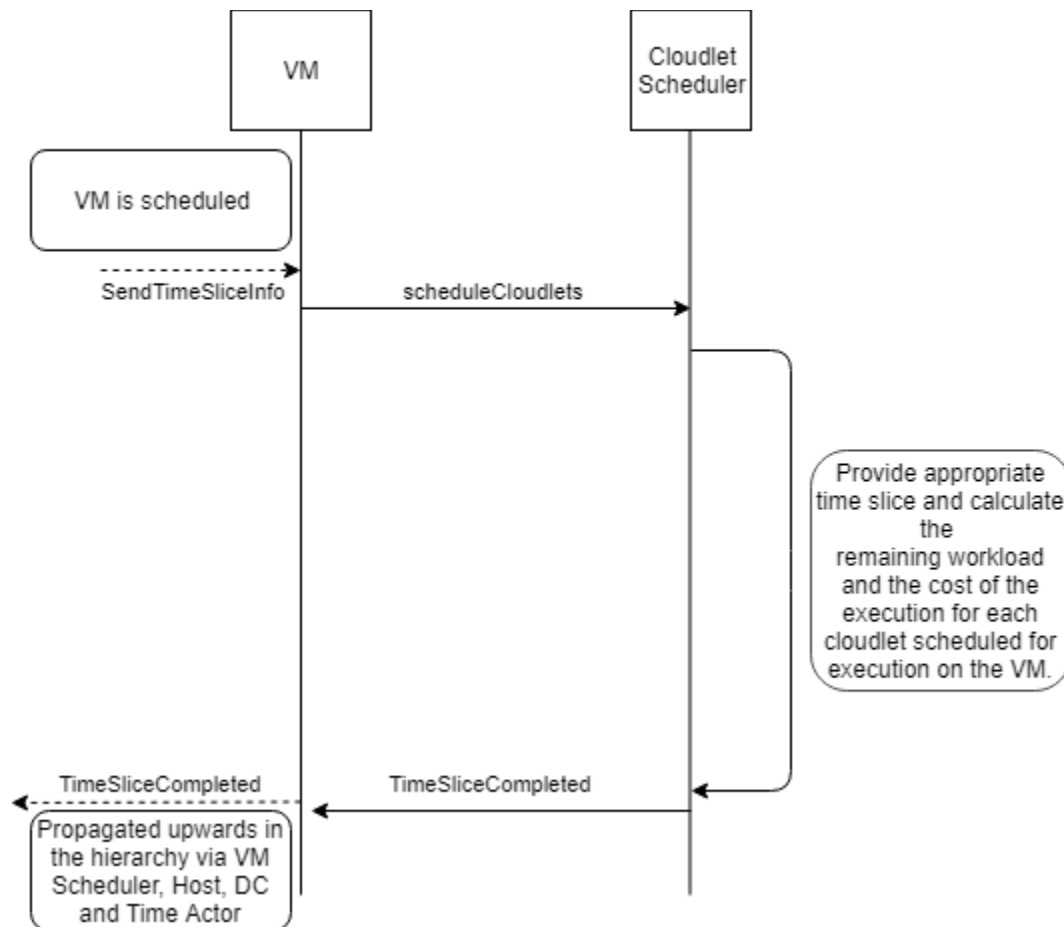 VM
Cloudlet
Scheduler
VM is scheduled
SendTimeSliceInfo
scheduleCloudlets
Provide appropriate
time slice and calculate
the
remaining workload
and the cost of the
execution for each
cloudlet scheduled for
execution on the VM.
TimeSliceCompleted
TimeSliceCompleted
Propagated upwards in
the hierarchy via VM
Scheduler, Host, DC
and Time Actor